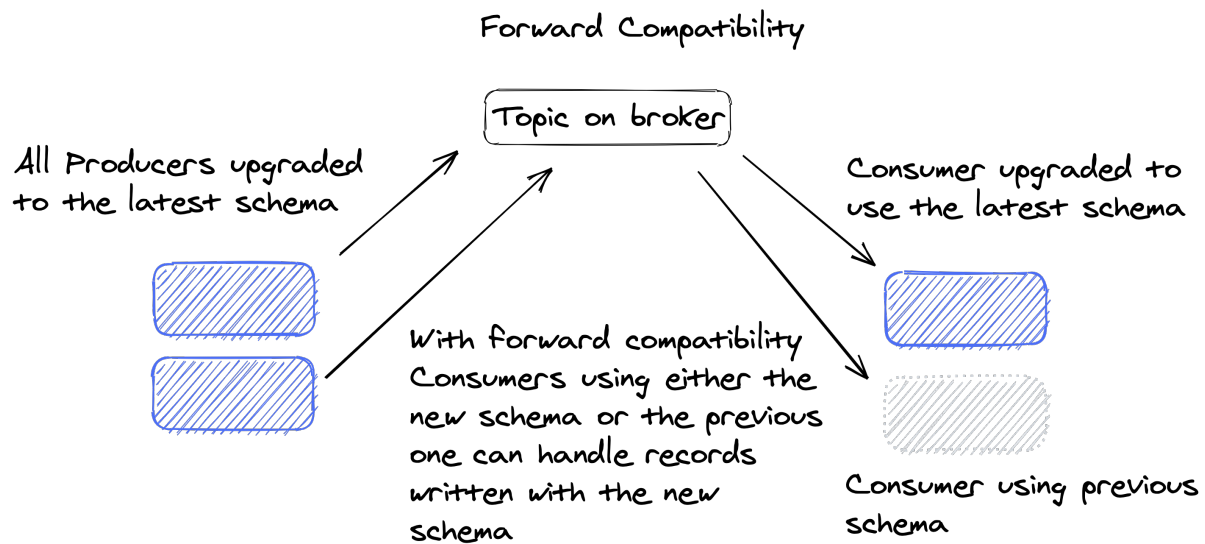 Forward Compatibility
Topic on broker
All Producers upgraded
to the latest schema
Consumer upgraded to
use the latest schema
With forward compatibility
Consumers using either the
new schema or the previous
one can handle records
written with the new
schema
Consumer using previous
schema